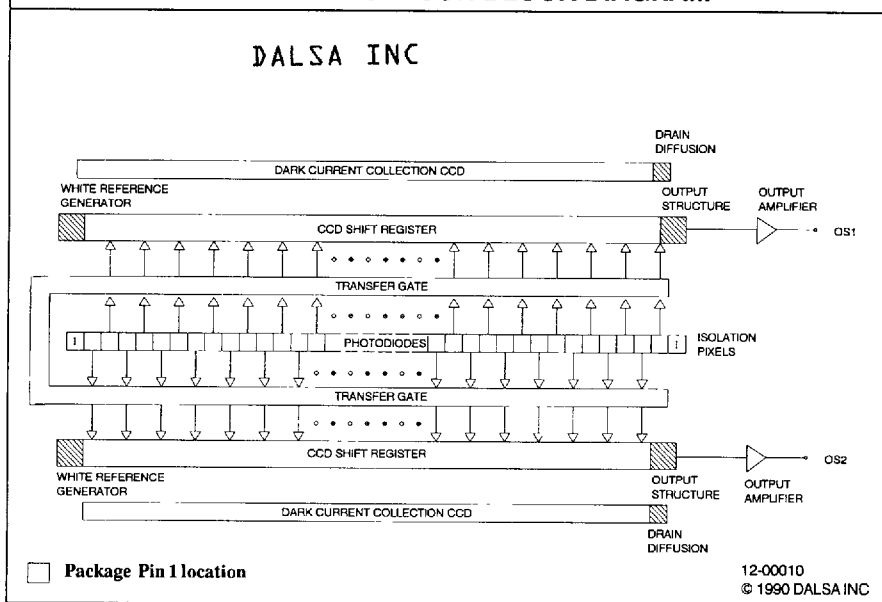 DALSA INC
DRAIN
DIFFUSION
DARK CURRENT COLLECTION CCD
WHITE REFERENCE
GENERATOR
OUTPUT
STRUCTURE
OUTPUT
AMPLIFIER
CCD SHIFT REGISTER
OS1
TRANSFER GATE
I
PHOTODIODES
I
ISOLATION
PIXELS
TRANSFER GATE
CCD SHIFT REGISTER
OS2
WHITE REFERENCE
GENERATOR
OUTPUT
STRUCTURE
OUTPUT
AMPLIFIER
DARK CURRENT COLLECTION CCD
DRAIN
DIFFUSION
Package Pin 1 location
12-00010
© 1990 DALSA INC